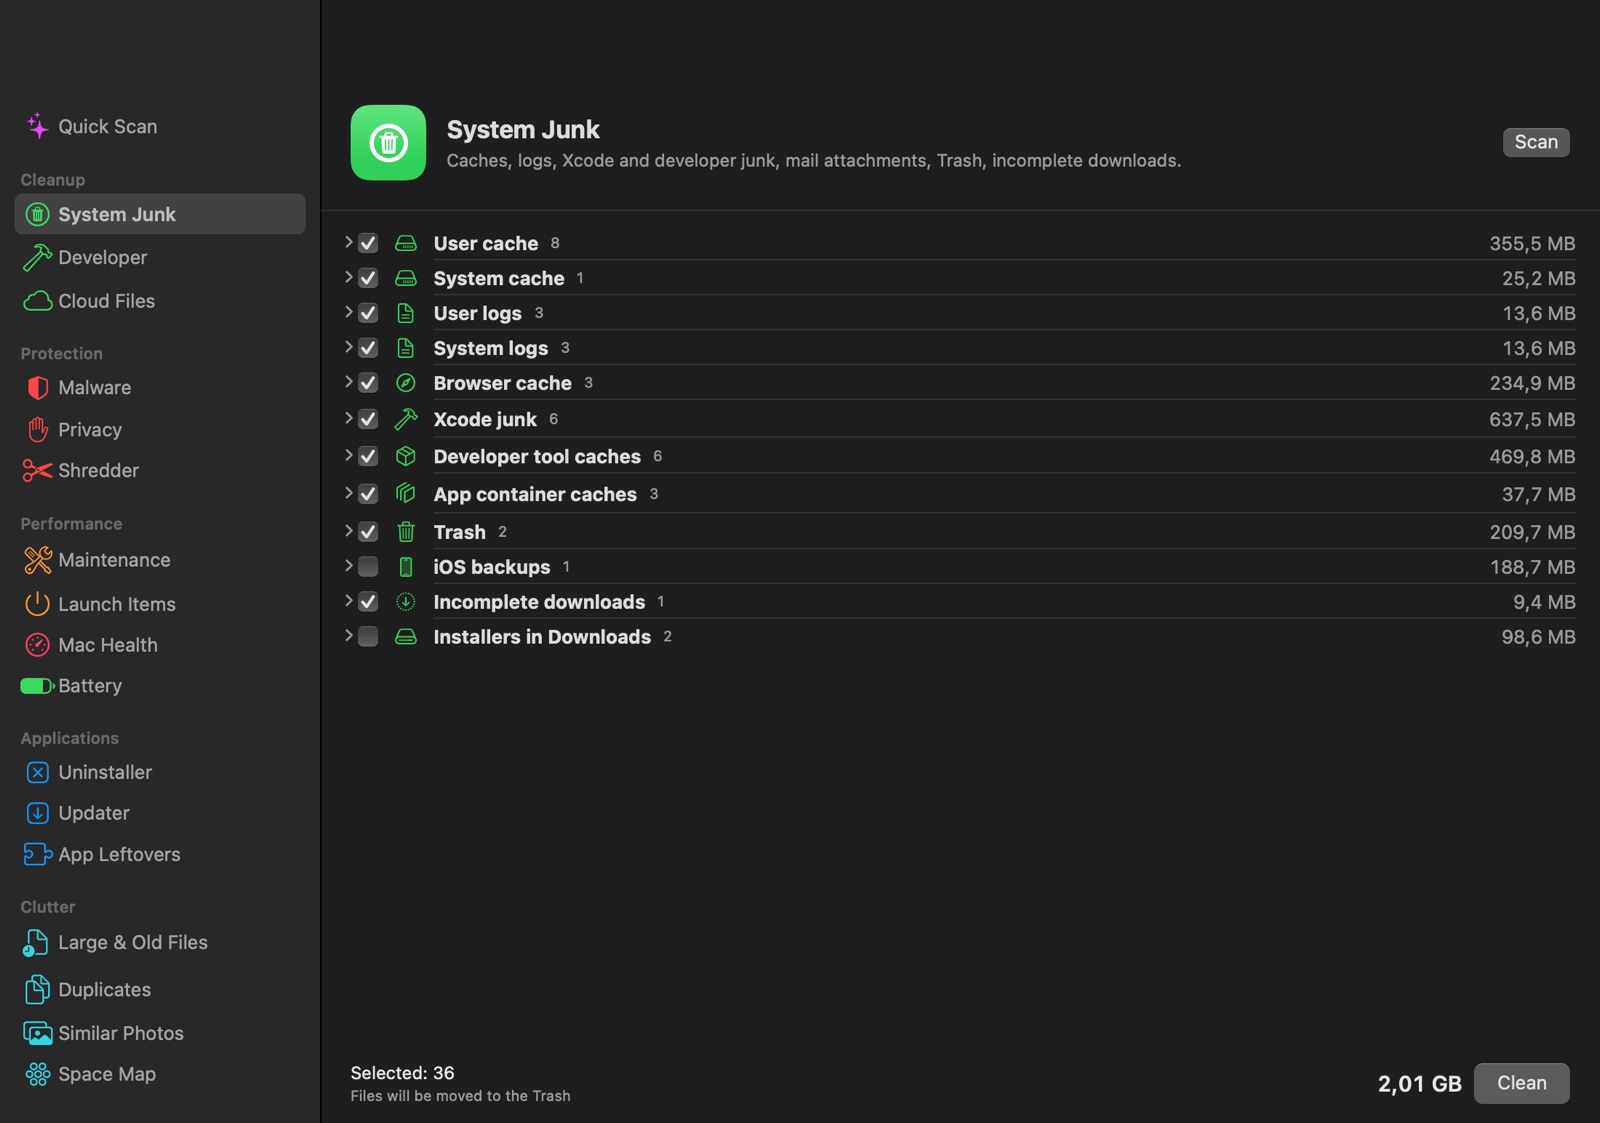 Quick Scan
Cleanup
System Junk
Developer
Cloud Files
Protection
Malware
Privacy
Shredder
Performance
Maintenance
Launch Items
Mac Health
Battery
Applications
Uninstaller
Updater
App Leftovers
Clutter
Large & Old Files
Duplicates
Similar Photos
Space Map
System Junk
Caches, logs, Xcode and developer junk, mail attachments, Trash, incomplete downloads.
Scan
User cache 8 355,5 MB
System cache 1 25,2 MB
User logs 3 13,6 MB
System logs 3 13,6 MB
Browser cache 3 234,9 MB
Xcode junk 6 637,5 MB
Developer tool caches 6 469,8 MB
App container caches 3 37,7 MB
Trash 2 209,7 MB
iOS backups 1 188,7 MB
Incomplete downloads 1 9,4 MB
Installers in Downloads 2 98,6 MB
Selected: 36
Files will be moved to the Trash
2,01 GB
Clean